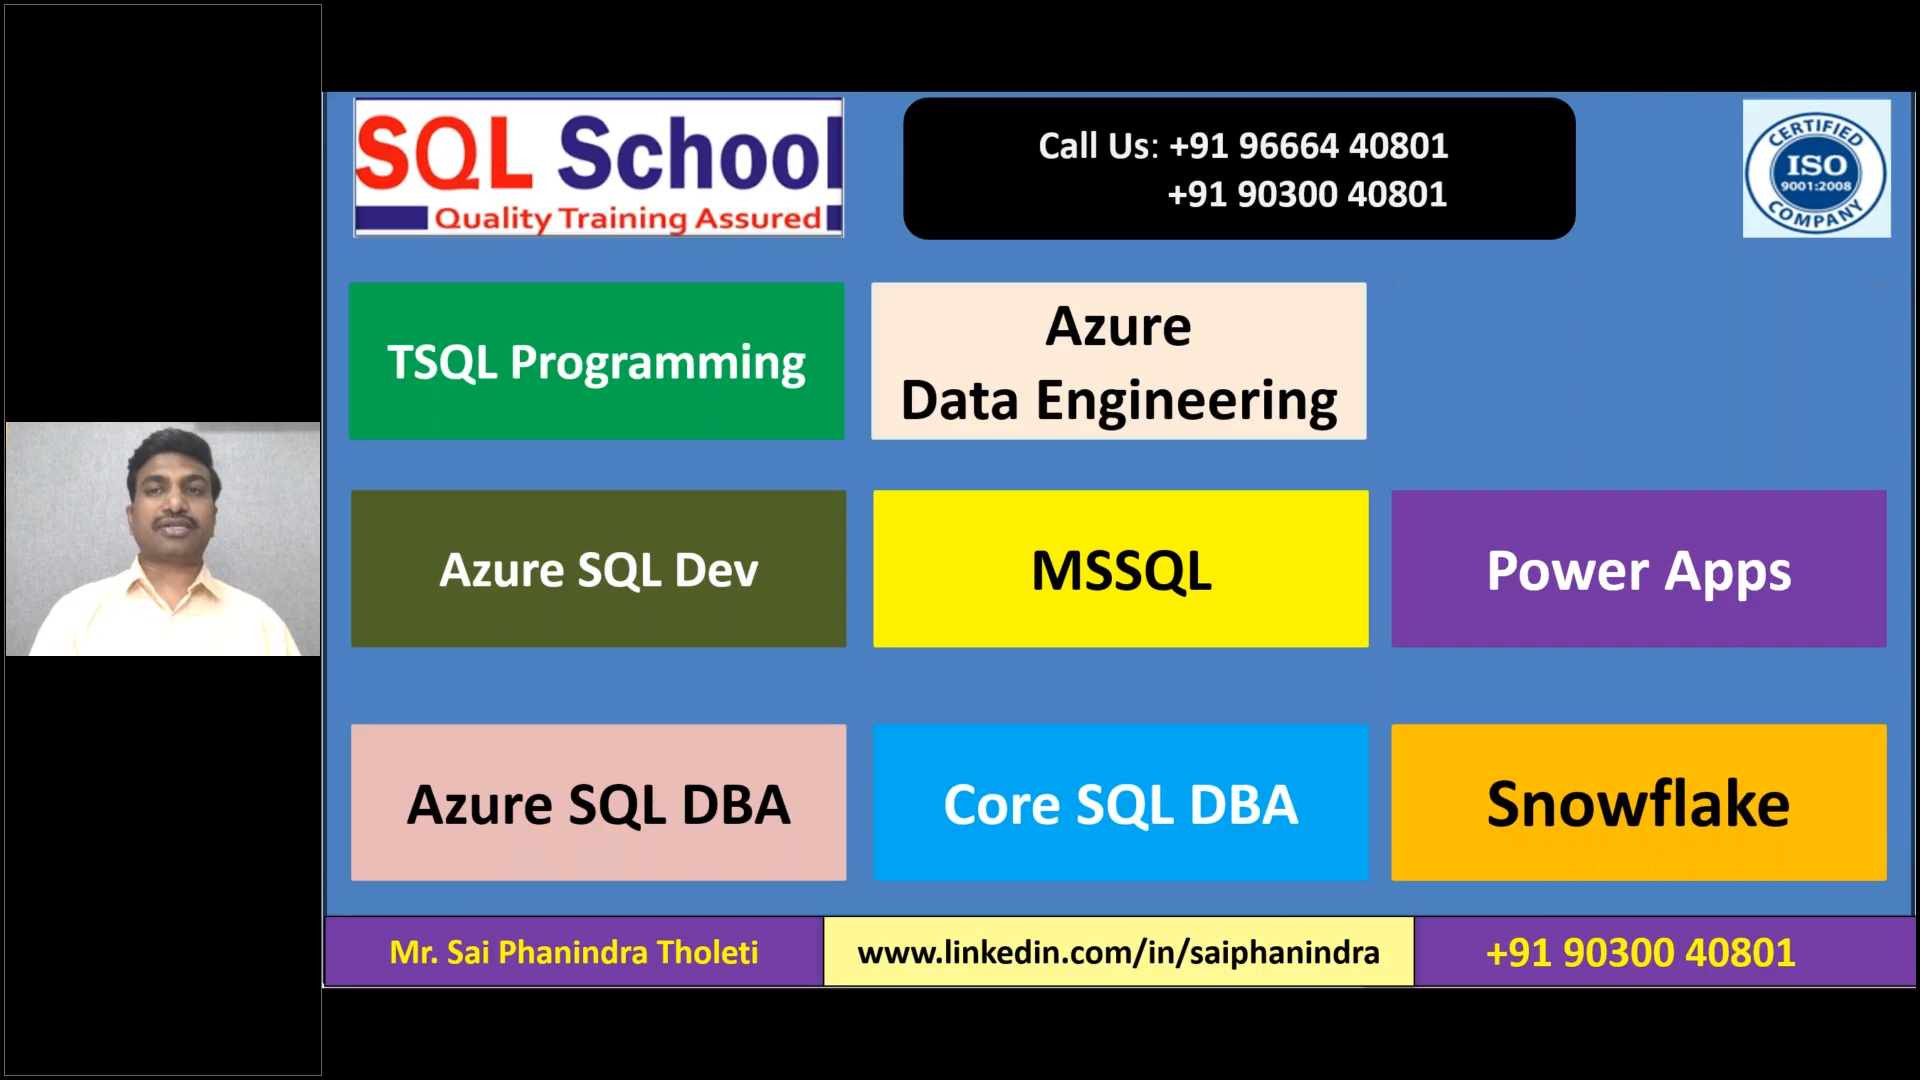 SQL School
Quality Training Assured
Call Us: +91 96664 40801
+91 90300 40801
CERTIFIED
ISO
9001:2008
COMPANY
TSQL Programming
Azure
Data Engineering
Azure SQL Dev
MSSQL
Power Apps
Azure SQL DBA
Core SQL DBA
Snowflake
Mr. Sai Phanindra Tholeti
www.linkedin.com/in/saiphanindra
+91 90300 40801